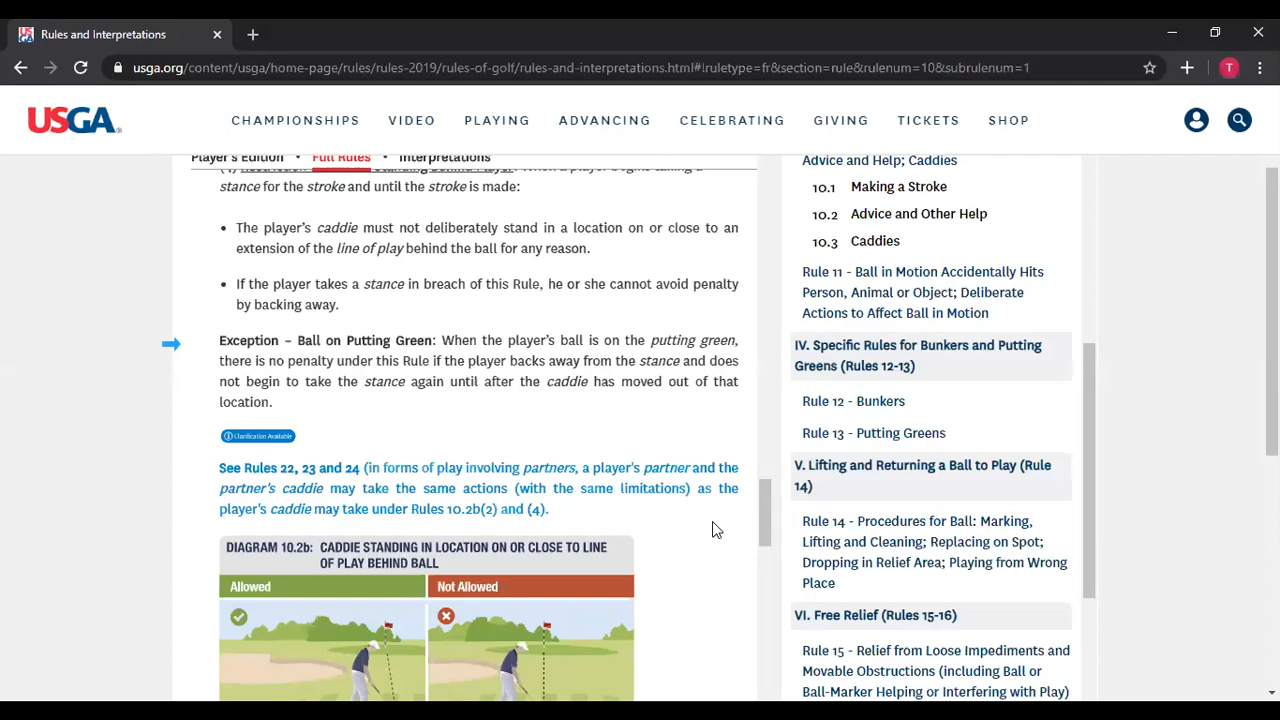 Rules and Interpretations
usga.org/content/usga/home-page/rules/rules-2019/rules-of-golf/rules-and-interpretations.html#!ruletype=fr&section=rule&rulenum=10&subrulenum=1
T
USGA
CHAMPIONSHIPS VIDEO PLAYING ADVANCING CELEBRATING GIVING TICKETS SHOP
Player's Edition • Full Rules • Interpretations
stance for the stroke and until the stroke is made:
• The player's caddie must not deliberately stand in a location on or close to an
extension of the line of play behind the ball for any reason.
• If the player takes a stance in breach of this Rule, he or she cannot avoid penalty
by backing away.
Exception – Ball on Putting Green: When the player's ball is on the putting green,
there is no penalty under this Rule if the player backs away from the stance and does
not begin to take the stance again until after the caddie has moved out of that
location.
Clarification Available
See Rules 22, 23 and 24 (in forms of play involving partners, a player's partner and the
partner's caddie may take the same actions (with the same limitations) as the
player's caddie may take under Rules 10.2b(2) and (4).
DIAGRAM 10.2b: CADDIE STANDING IN LOCATION ON OR CLOSE TO LINE
OF PLAY BEHIND BALL
Allowed Not Allowed
Advice and Help; Caddies
10.1 Making a Stroke
10.2 Advice and Other Help
10.3 Caddies
Rule 11 - Ball in Motion Accidentally Hits
Person, Animal or Object; Deliberate
Actions to Affect Ball in Motion
IV. Specific Rules for Bunkers and Putting
Greens (Rules 12-13)
Rule 12 - Bunkers
Rule 13 - Putting Greens
V. Lifting and Returning a Ball to Play (Rule
14)
Rule 14 - Procedures for Ball: Marking,
Lifting and Cleaning; Replacing on Spot;
Dropping in Relief Area; Playing from Wrong
Place
VI. Free Relief (Rules 15-16)
Rule 15 - Relief from Loose Impediments and
Movable Obstructions (including Ball or
Ball-Marker Helping or Interfering with Play)